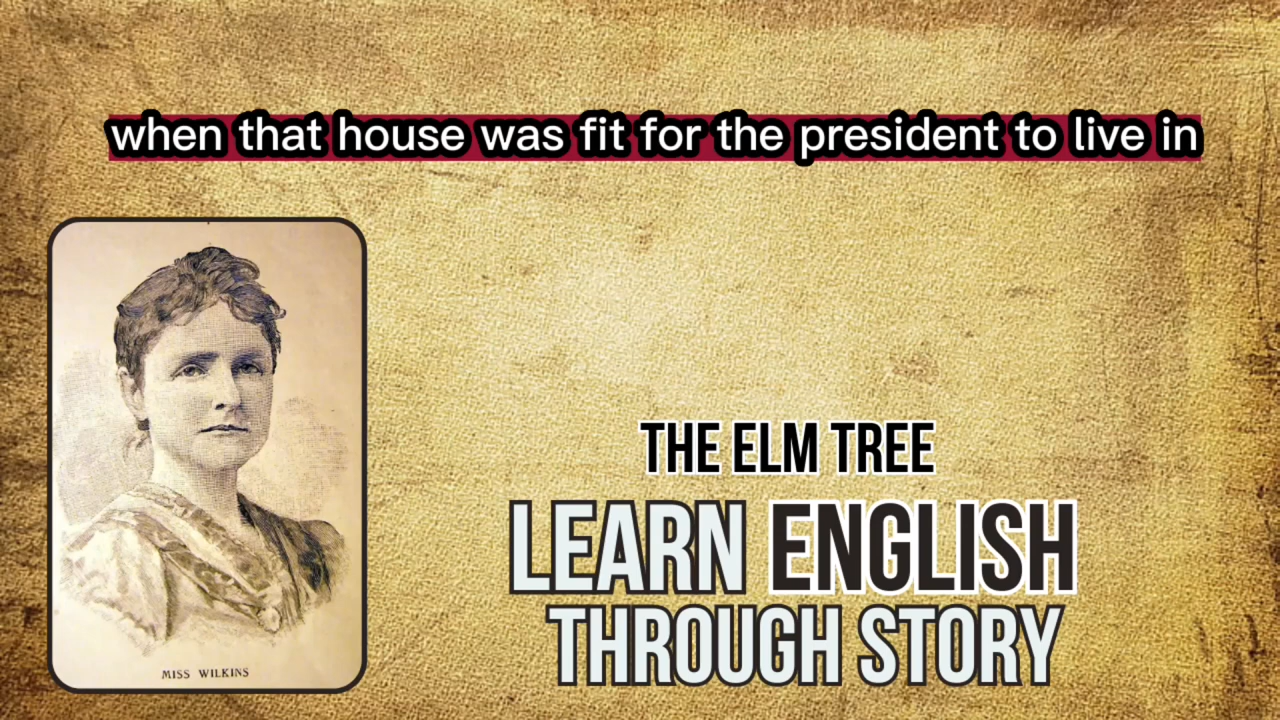 when that house was fit for the president to live in
THE ELM TREE
LEARN ENGLISH
THROUGH STORY
MISS WILKINS